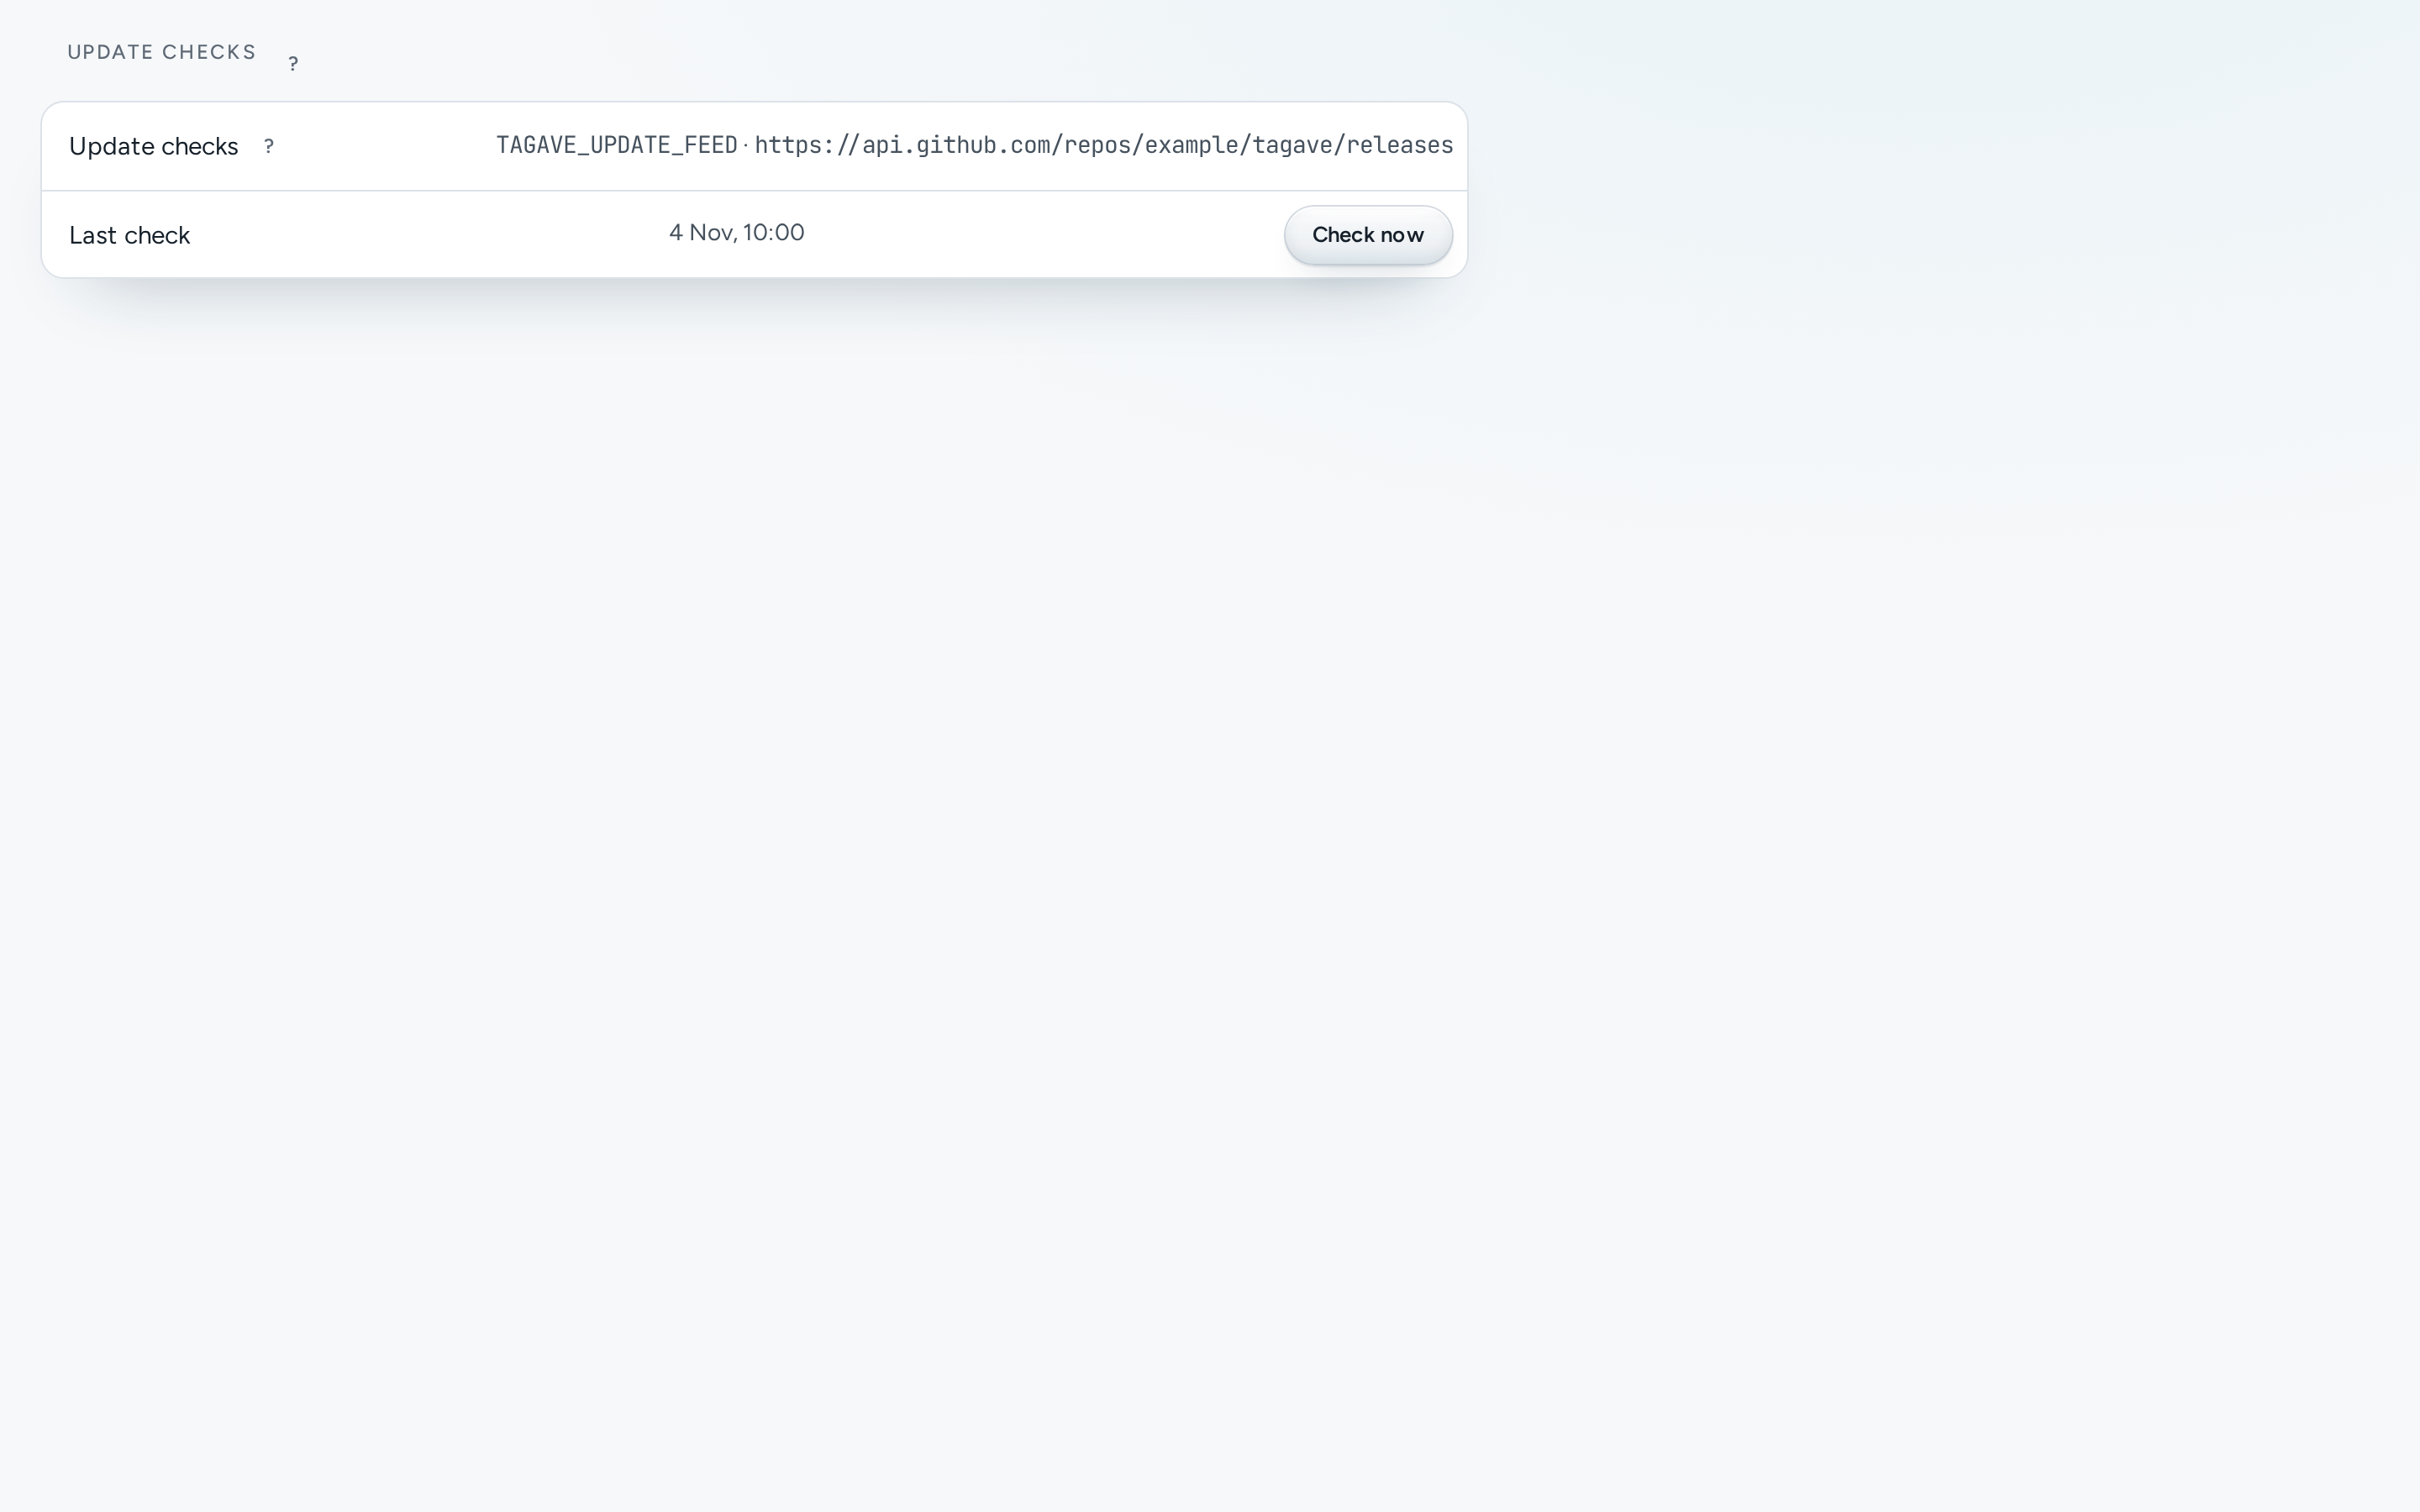 UPDATE CHECKS ?
Update checks ? TAGAVE_UPDATE_FEED · https://api.github.com/repos/example/tagave/releases
Last check 4 Nov, 10:00 Check now